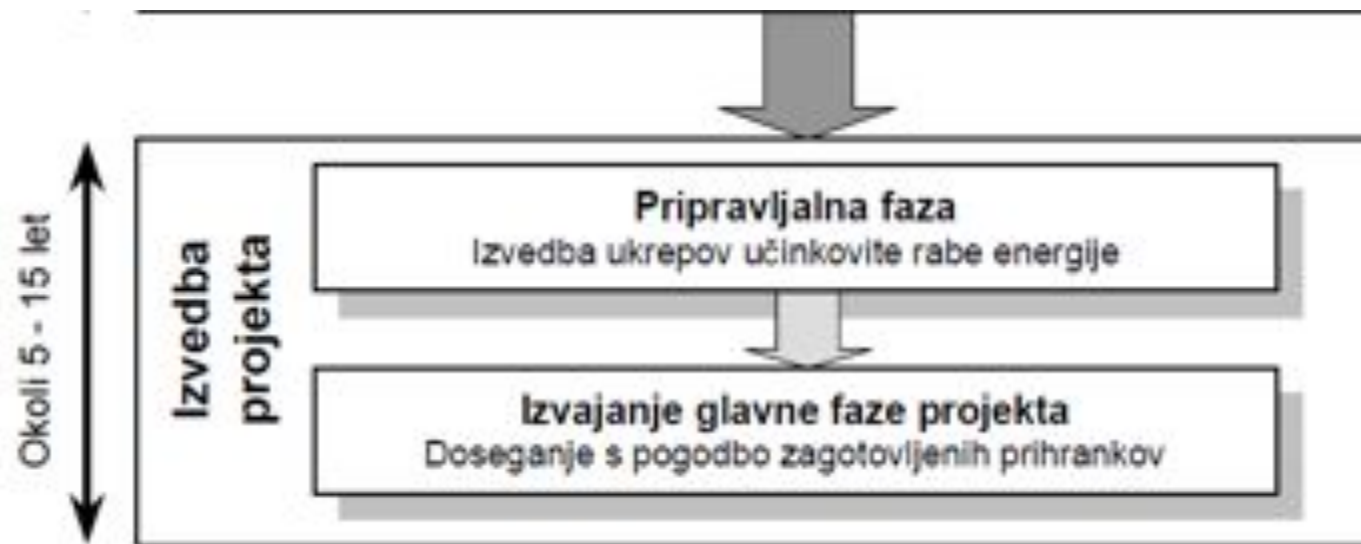 Okoli 5 - 15 let
Izvedba
projekta
Pripravljalna faza
Izvedba ukrepov učinkovite rabe energije
Izvajanje glavne faze projekta
Doseganje s pogodbo zagotovljenih prihrankov